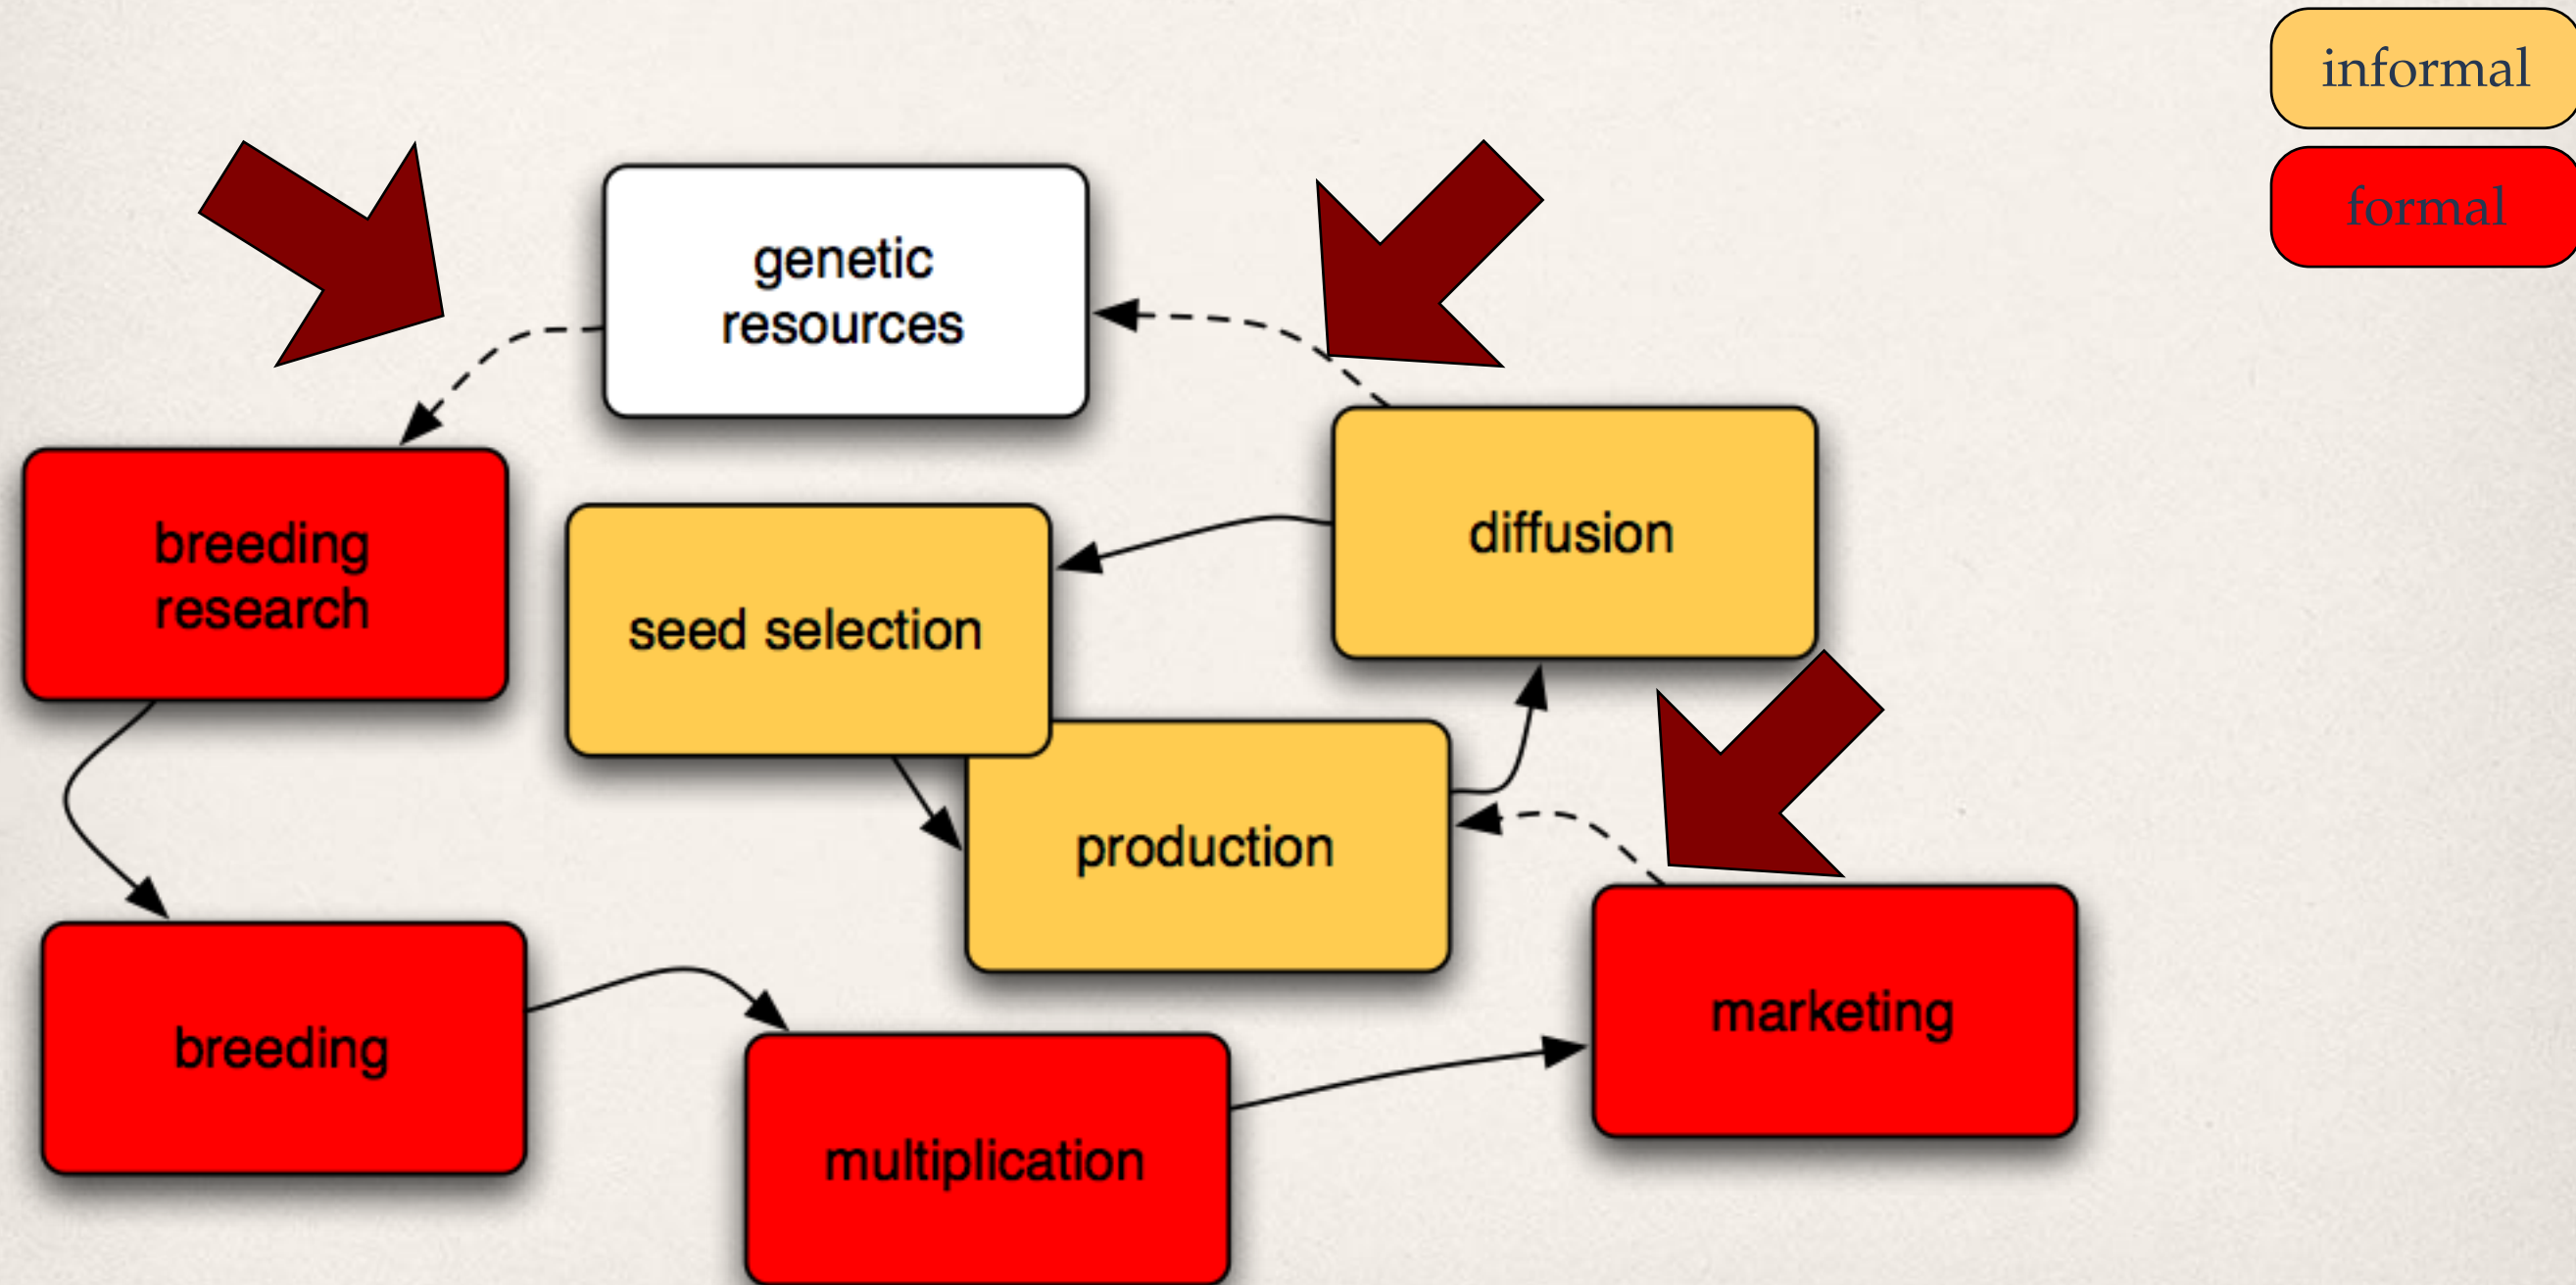 informal
formal
genetic
resources
diffusion
breeding
research
seed selection
production
marketing
breeding
multiplication